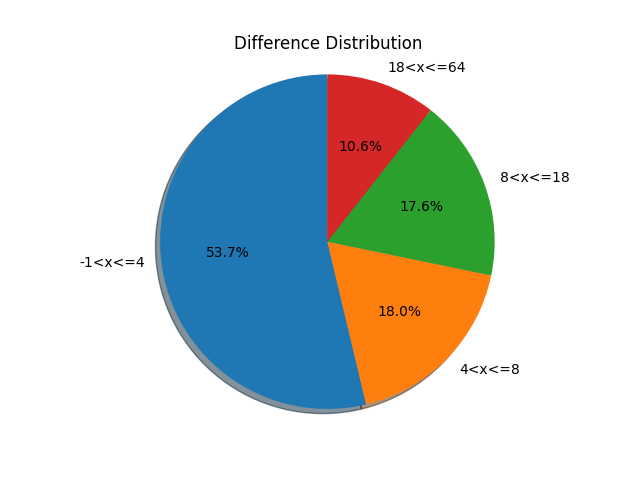 Difference Distribution
18<x<=64
10.6%
8<x<=18
17.6%
53.7%
-1<x<=4
18.0%
4<x<=8